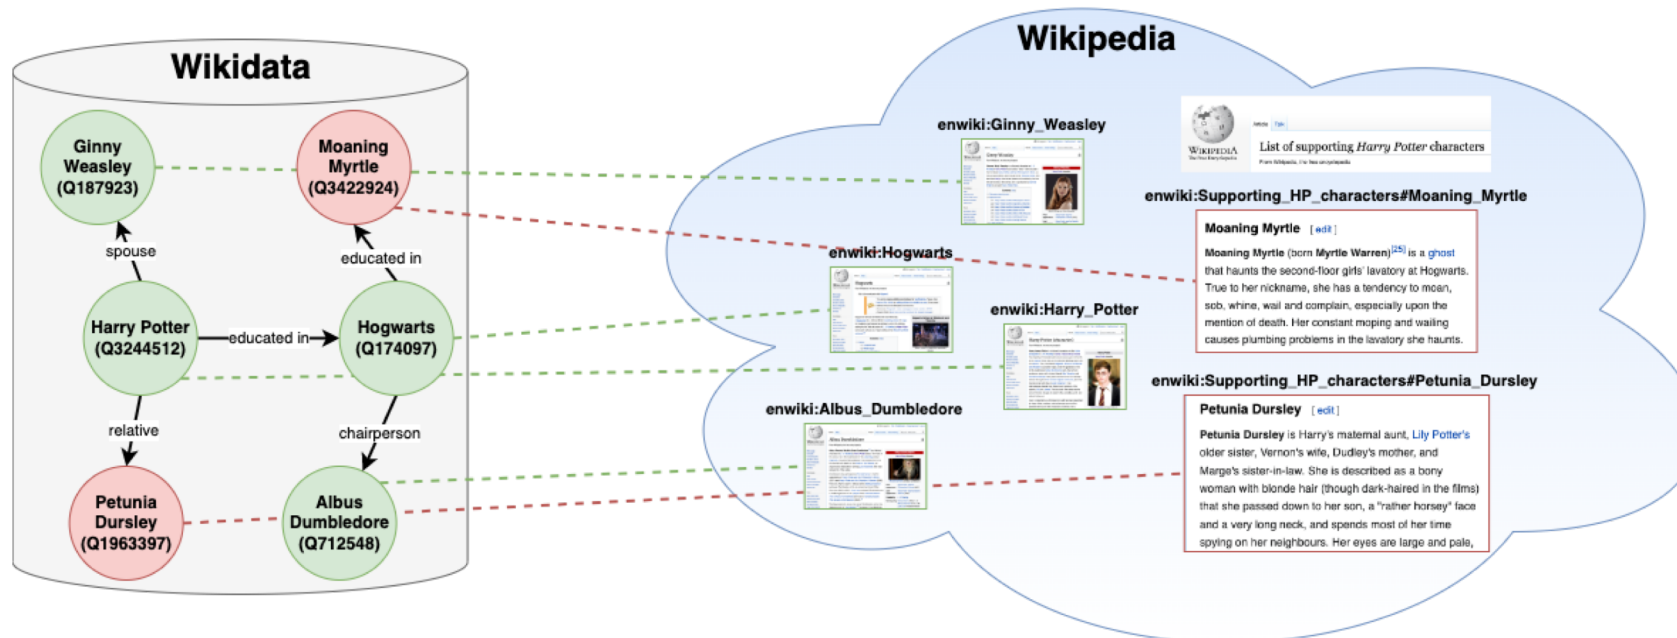 Wikidata
Ginny
Weasley
(Q187923)
Moaning
Myrtle
(Q3422924)
spouse
educated in
Harry Potter
(Q3244512)
educated in
Hogwarts
(Q174097)
relative
chairperson
Petunia
Dursley
(Q1963397)
Albus
Dumbledore
(Q712548)
Wikipedia
enwiki:Ginny_Weasley
enwiki:Hogwarts
enwiki:Harry_Potter
enwiki:Albus_Dumbledore
WIKIPEDIA
The Free Encyclopedia
Article
List of supporting Harry Potter characters
From Wikipedia, the free encyclopedia
enwiki:Supporting_HP_characters#Moaning_Myrtle
Moaning Myrtle [ edit ]
Moaning Myrtle (born Myrtle Warren)[25] is a ghost
that haunts the second-floor girls' lavatory at Hogwarts.
True to her nickname, she has a tendency to moan,
sob, whine, wail and complain, especially upon the
mention of death. Her constant moping and wailing
causes plumbing problems in the lavatory she haunts.
enwiki:Supporting_HP_characters#Petunia_Dursley
Petunia Dursley [ edit ]
Petunia Dursley is Harry's maternal aunt, Lily Potter's
older sister, Vernon's wife, Dudley's mother, and
Marge's sister-in-law. She is described as a bony
woman with blonde hair (though dark-haired in the films)
that she passed down to her son, a "rather horsey" face
and a very long neck, and spends most of her time
spying on her neighbours. Her eyes are large and pale,